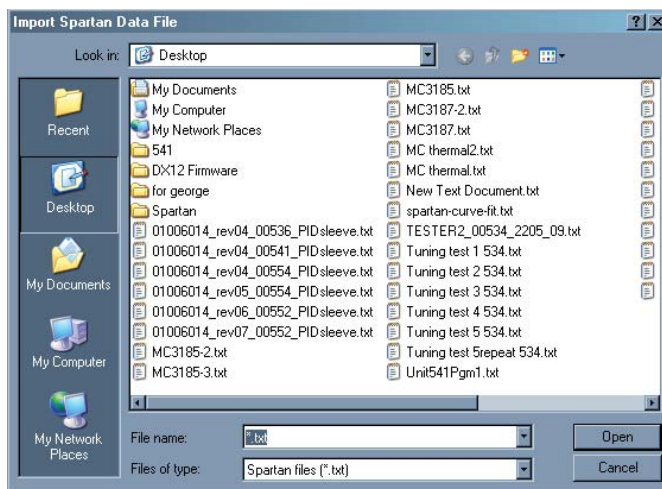 Import Spartan Data File
Look in: Desktop
Recent
Desktop
My Documents
My Computer
My Network Places
My Documents
My Computer
My Network Places
541
DX12 Firmware
for george
Spartan
01006014_rev04_00536_PIDsleeve.txt
01006014_rev04_00541_PIDsleeve.txt
01006014_rev04_00554_PIDsleeve.txt
01006014_rev05_00554_PIDsleeve.txt
01006014_rev06_00552_PIDsleeve.txt
01006014_rev07_00552_PIDsleeve.txt
MC3185-2.txt
MC3185-3.txt
MC3185.txt
MC3187-2.txt
MC3187.txt
MC thermal2.txt
MC thermal.txt
New Text Document.txt
spartan-curve-fit.txt
TESTER2_00534_2205_09.txt
Tuning test 1 534.txt
Tuning test 2 534.txt
Tuning test 3 534.txt
Tuning test 4 534.txt
Tuning test 5 534.txt
Tuning test 5repeat 534.txt
Unit541Pgm1.txt
File name: *.txt
Open
Files of type: Spartan files (*.txt)
Cancel